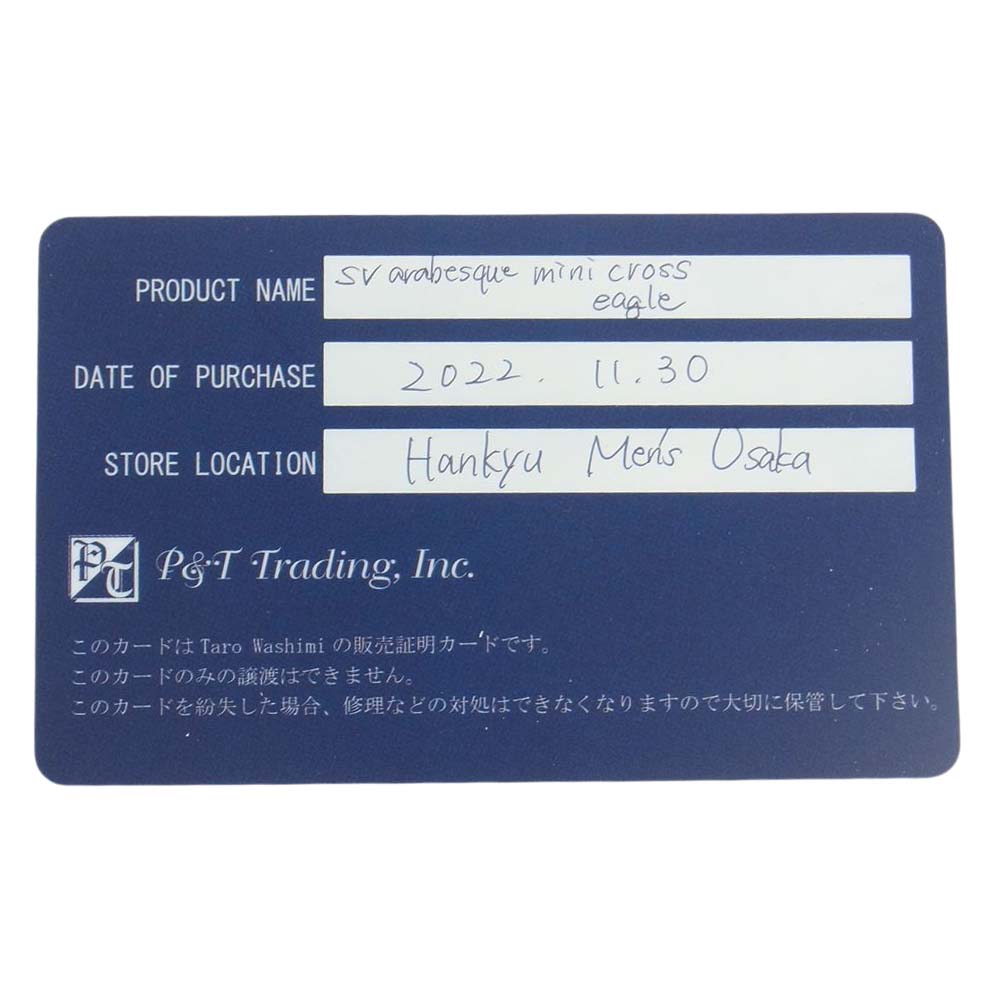 PRODUCT NAME sv arabesque mini cross
eagle
DATE OF PURCHASE 2022. 11.30
STORE LOCATION Hankyu Men's Osaka
PT P&T Trading, Inc.
このカードはTaro Washimiの販売証明カードです。
このカードのみの譲渡はできません。
このカードを紛失した場合、修理などの対処はできなくなりますので大切に保管して下さい。